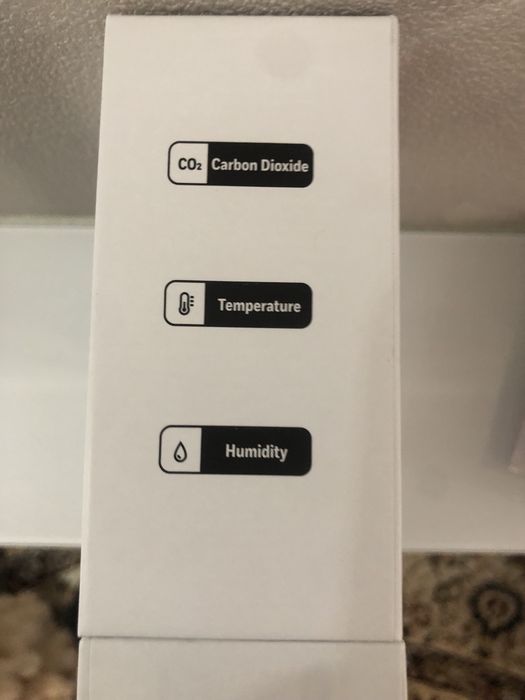 CO₂ Carbon Dioxide
Temperature
Humidity